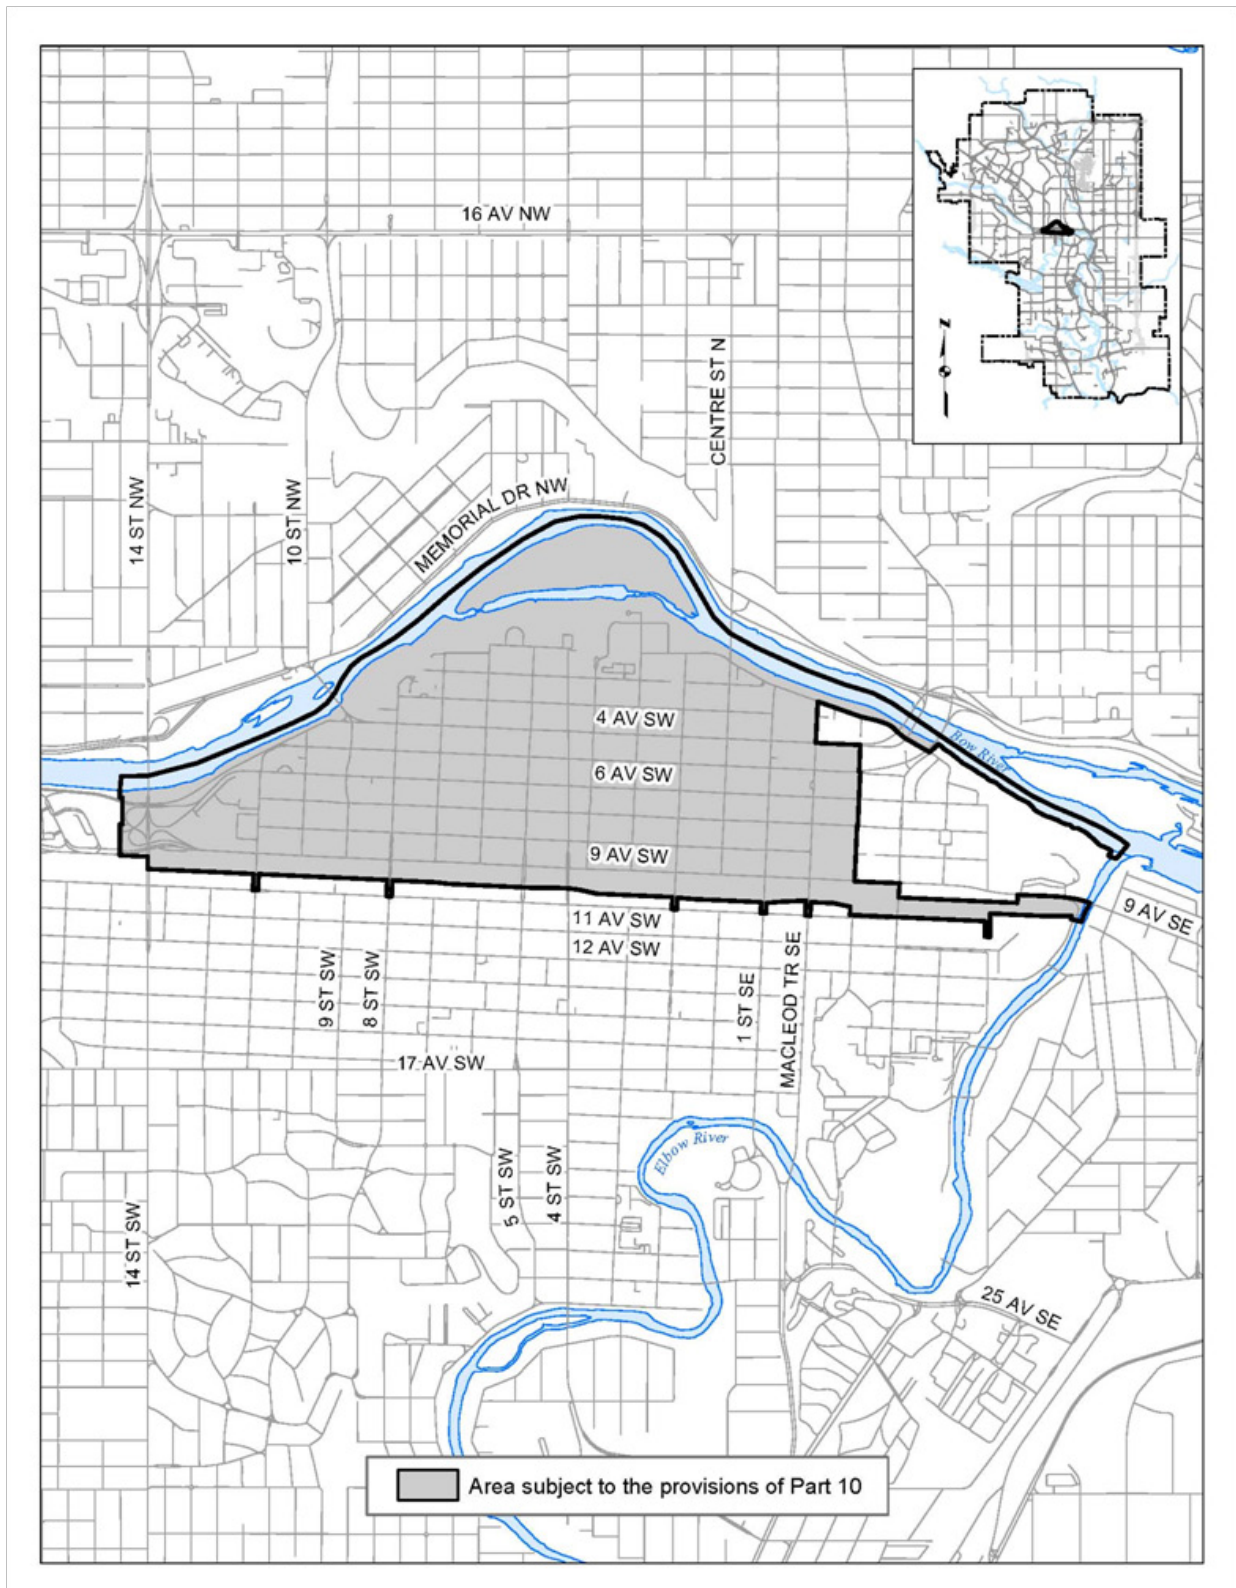 16 AV NW
N
CENTRE ST N
14 ST NW
10 ST NW
MEMORIAL DR NW
4 AV SW
Bow River
6 AV SW
9 AV SW
11 AV SW
9 AV SE
12 AV SW
9 ST SW
8 ST SW
1 ST SE
MACLEOD TR SE
17 AV SW
Elbow River
5 ST SW
4 ST SW
14 ST SW
25 AV SE
Area subject to the provisions of Part 10